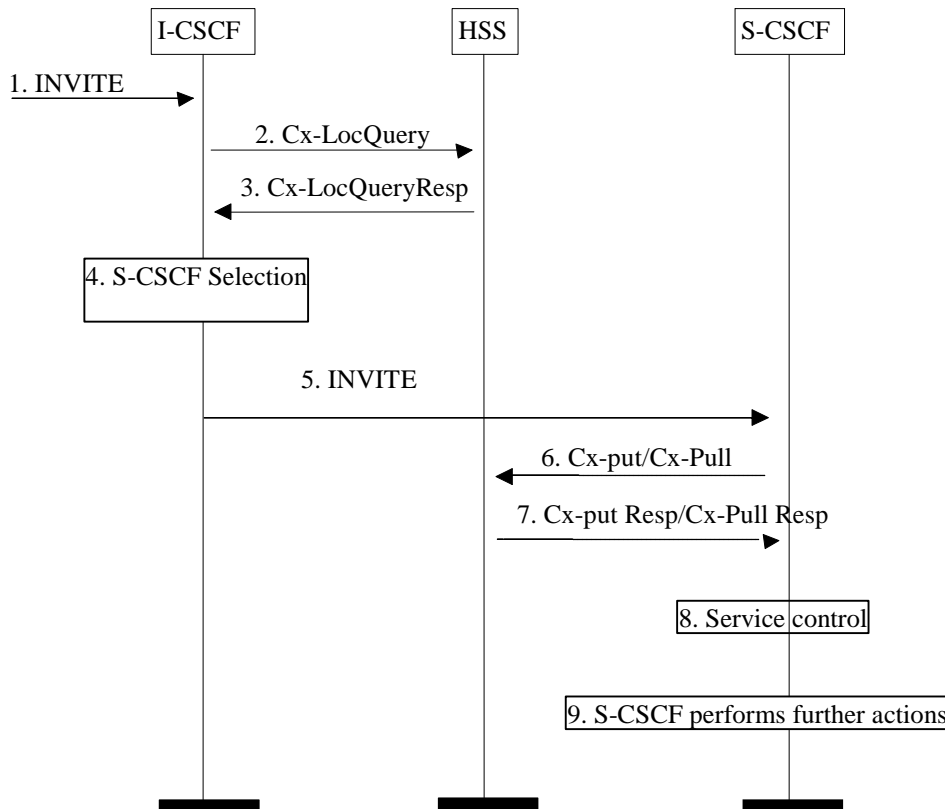 I-CSCF
HSS
S-CSCF
1. INVITE
2. Cx-LocQuery
3. Cx-LocQueryResp
4. S-CSCF Selection
5. INVITE
6. Cx-put/Cx-Pull
7. Cx-put Resp/Cx-Pull Resp
8. Service control
9. S-CSCF performs further actions